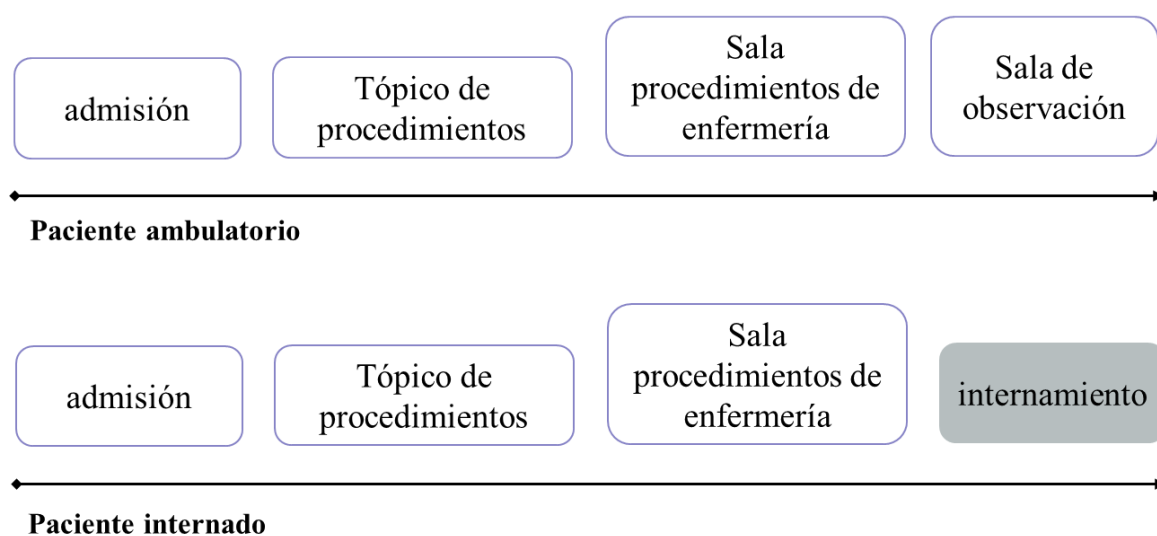 admisión
Tópico de
procedimientos
Sala
procedimientos de
enfermería
Sala de
observación
Paciente ambulatorio
admisión
Tópico de
procedimientos
Sala
procedimientos de
enfermería
internamiento
Paciente internado